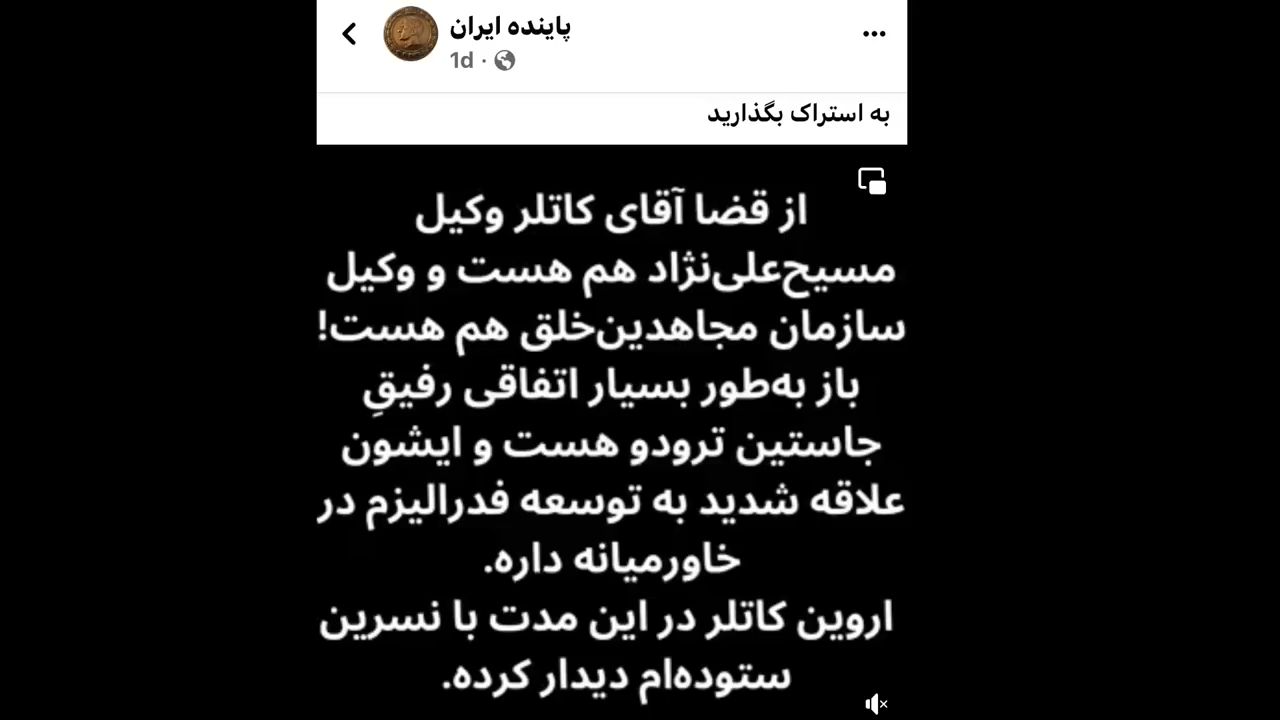 پاینده ایران
1d ·
به استراک بگذارید
از قضا آقای کاتلر وکیل
مسیح‌علی‌نژاد هم هست و وکیل
سازمان مجاهدین‌خلق هم هست!
باز به‌طور بسیار اتفاقی رفیقِ
جاستین ترودو هست و ایشون
علاقه شدید به توسعه فدرالیزم در
خاورمیانه داره.
اروین کاتلر در این مدت با نسرین
ستوده‌ام دیدار کرده.